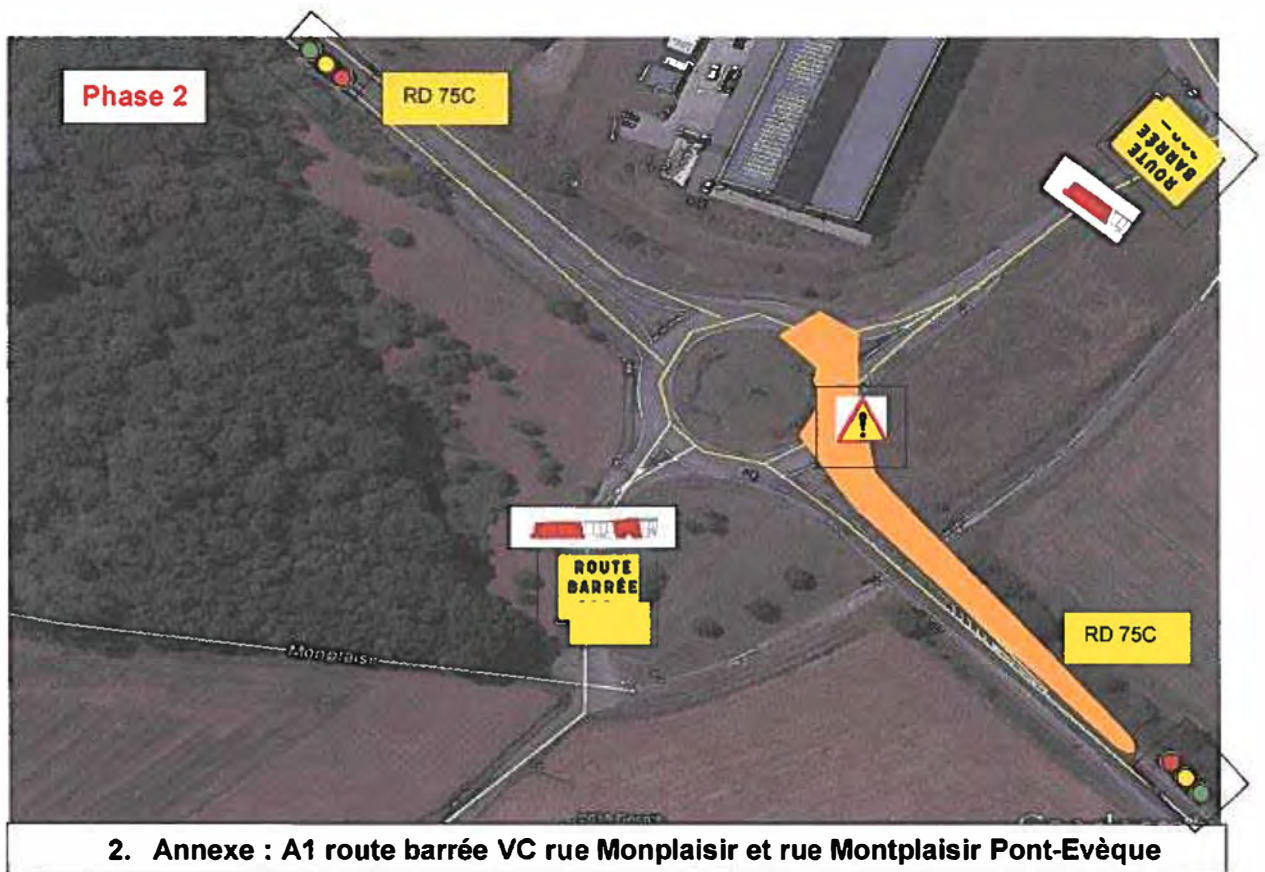 Phase 2
RD 75C
ROUTE
BARRÉE
ROUTE
BARRÉE
RD 75C
Monplaisir
2. Annexe : A1 route barrée VC rue Monplaisir et rue Montplaisir Pont-Evèque